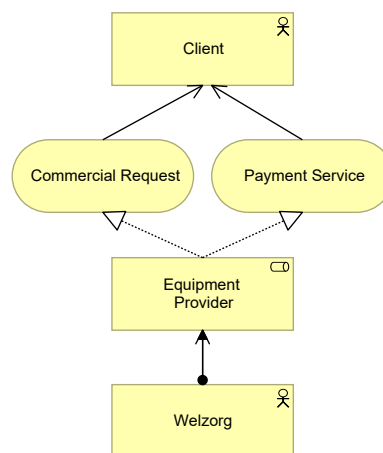 Client
Commercial Request
Payment Service
Equipment
Provider
Welzorg